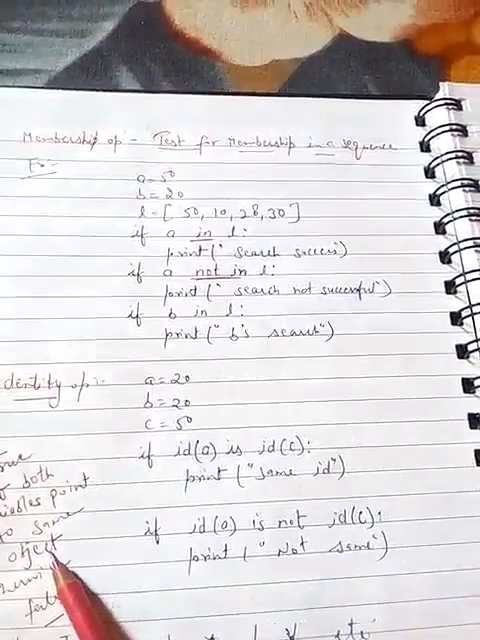 Membership op:- Test for Membership in a sequence
Ex:-
a=50
b=20
l=[ 50, 10, 28, 30 ]
if a in l:
print(" search success)
if a not in l:
print(" search not successful")
if b in l:
print(" b's search")
dentity op:-
a=20
b=20
c=50
if id(a) is id(c):
print ("same id")
both
point
to same
object
if id(a) is not id(c):
print (" Not same")